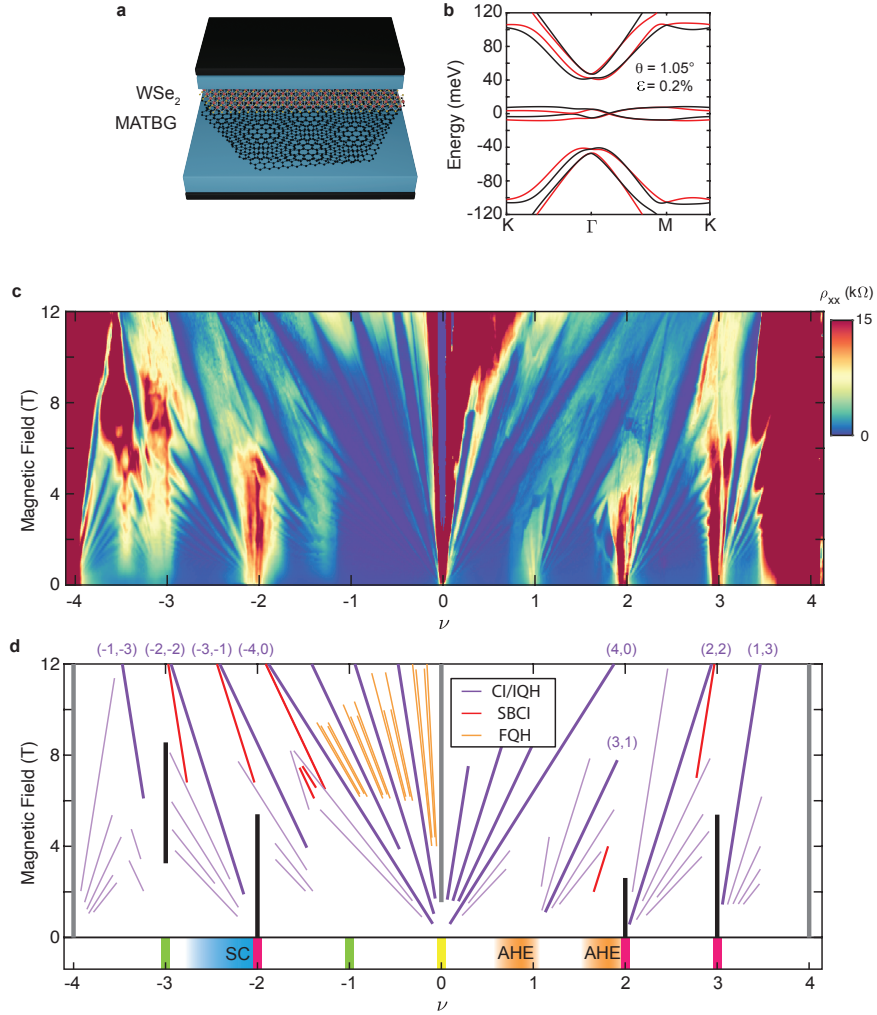 a
WSe2
MATBG
b
Energy (meV)
120
80
40
0
-40
-80
-120
θ = 1.05°
Ɛ = 0.2%
K
Γ
M
K
c
Magnetic Field (T)
12
8
4
0
-4
-3
-2
-1
0
1
2
3
4
ν
ρxx (kΩ)
15
0
d
(-1,-3)
(-2,-2)
(-3,-1)
(-4,0)
(4,0)
(2,2)
(1,3)
(3,1)
CI/IQH
SBCI
FQH
Magnetic Field (T)
12
8
4
0
SC
AHE
AHE
-4
-3
-2
-1
0
1
2
3
4
ν